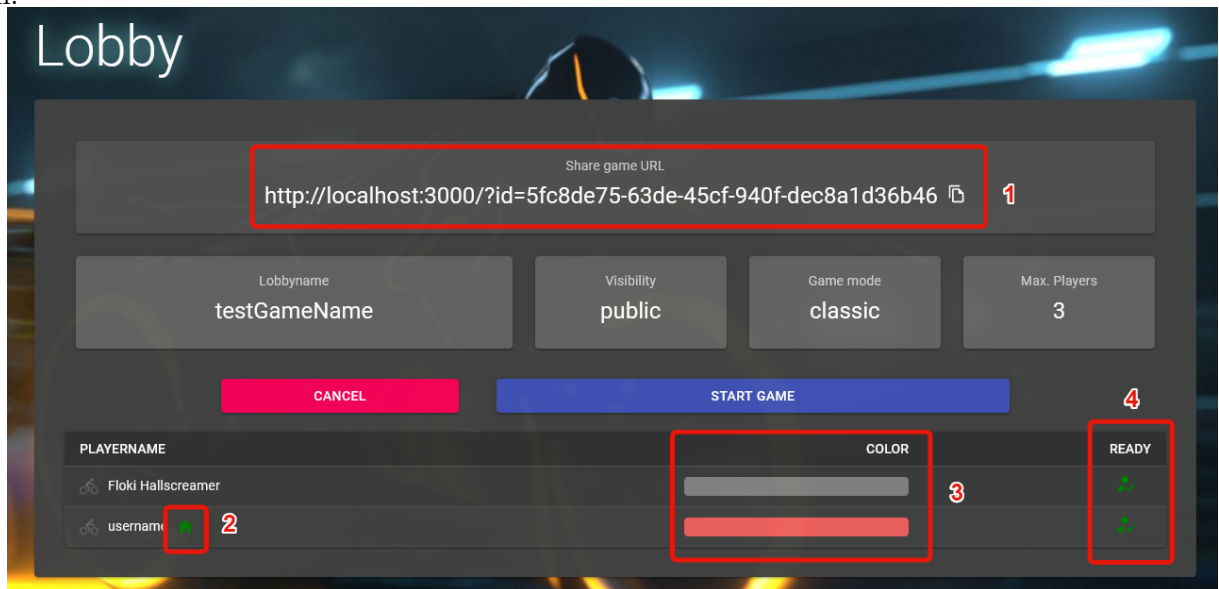 Lobby
Share game URL
http://localhost:3000/?id=5fc8de75-63de-45cf-940f-dec8a1d36b46
1
Lobbyname
testGameName
Visibility
public
Game mode
classic
Max. Players
3
CANCEL
START GAME
4
PLAYERNAME COLOR READY
Floki Hallscreamer
3
username
2